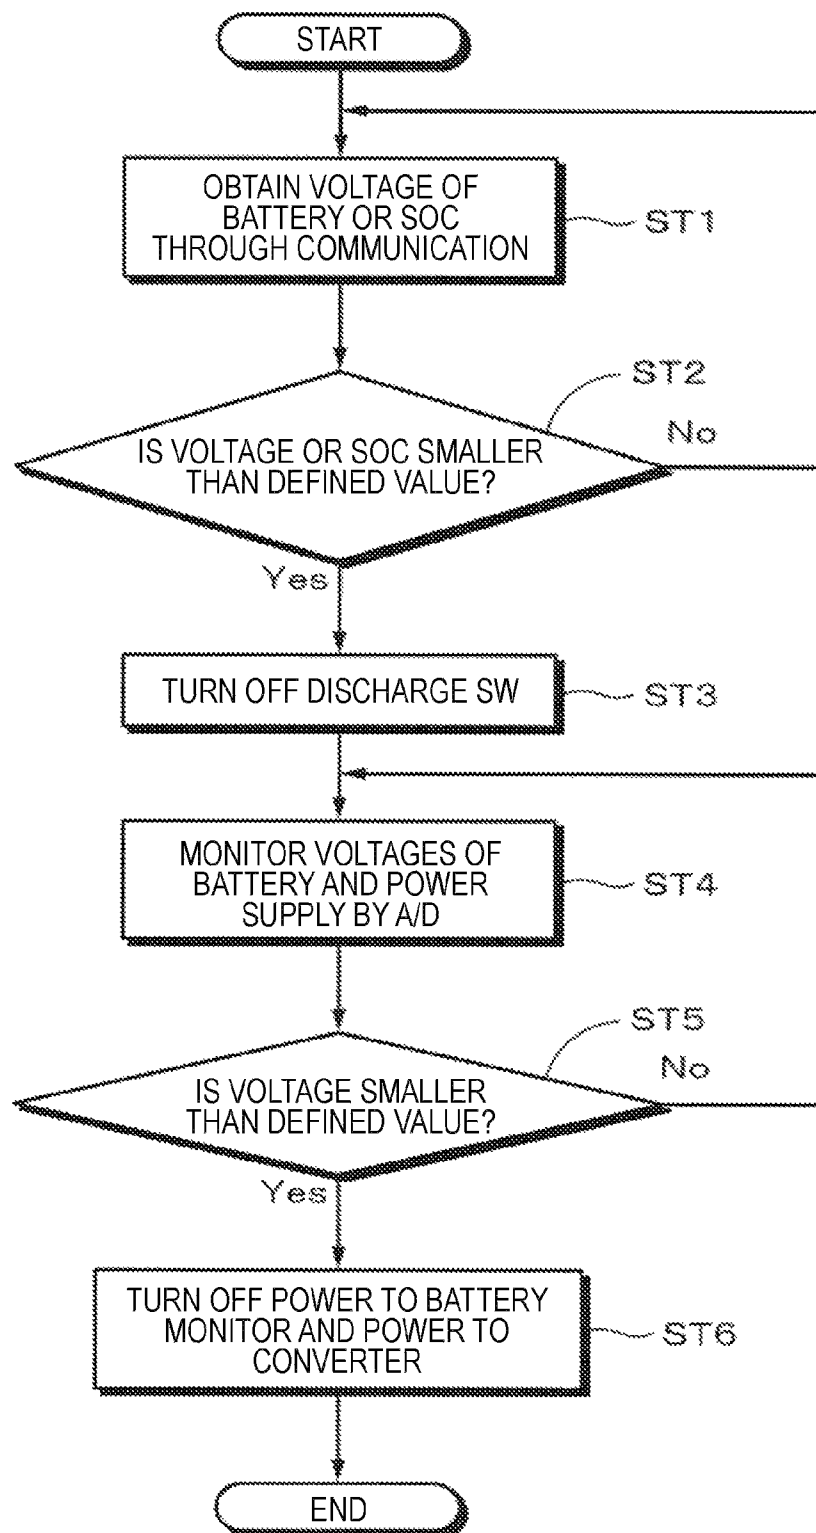 START
OBTAIN VOLTAGE OF
BATTERY OR SOC
THROUGH COMMUNICATION
ST1
ST2
No
IS VOLTAGE OR SOC SMALLER
THAN DEFINED VALUE?
Yes
TURN OFF DISCHARGE SW
ST3
MONITOR VOLTAGES OF
BATTERY AND POWER
SUPPLY BY A/D
ST4
ST5
No
IS VOLTAGE SMALLER
THAN DEFINED VALUE?
Yes
TURN OFF POWER TO BATTERY
MONITOR AND POWER TO
CONVERTER
ST6
END